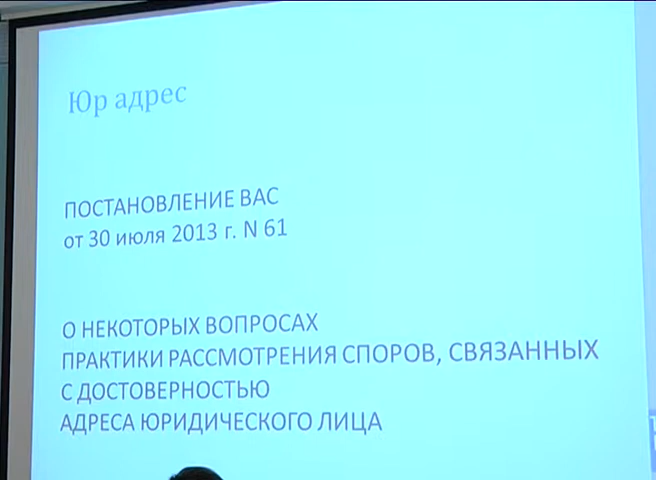 Юр адрес
ПОСТАНОВЛЕНИЕ ВАС
от 30 июля 2013 г. N 61
О НЕКОТОРЫХ ВОПРОСАХ
ПРАКТИКИ РАССМОТРЕНИЯ СПОРОВ, СВЯЗАННЫХ
С ДОСТОВЕРНОСТЬЮ
АДРЕСА ЮРИДИЧЕСКОГО ЛИЦА